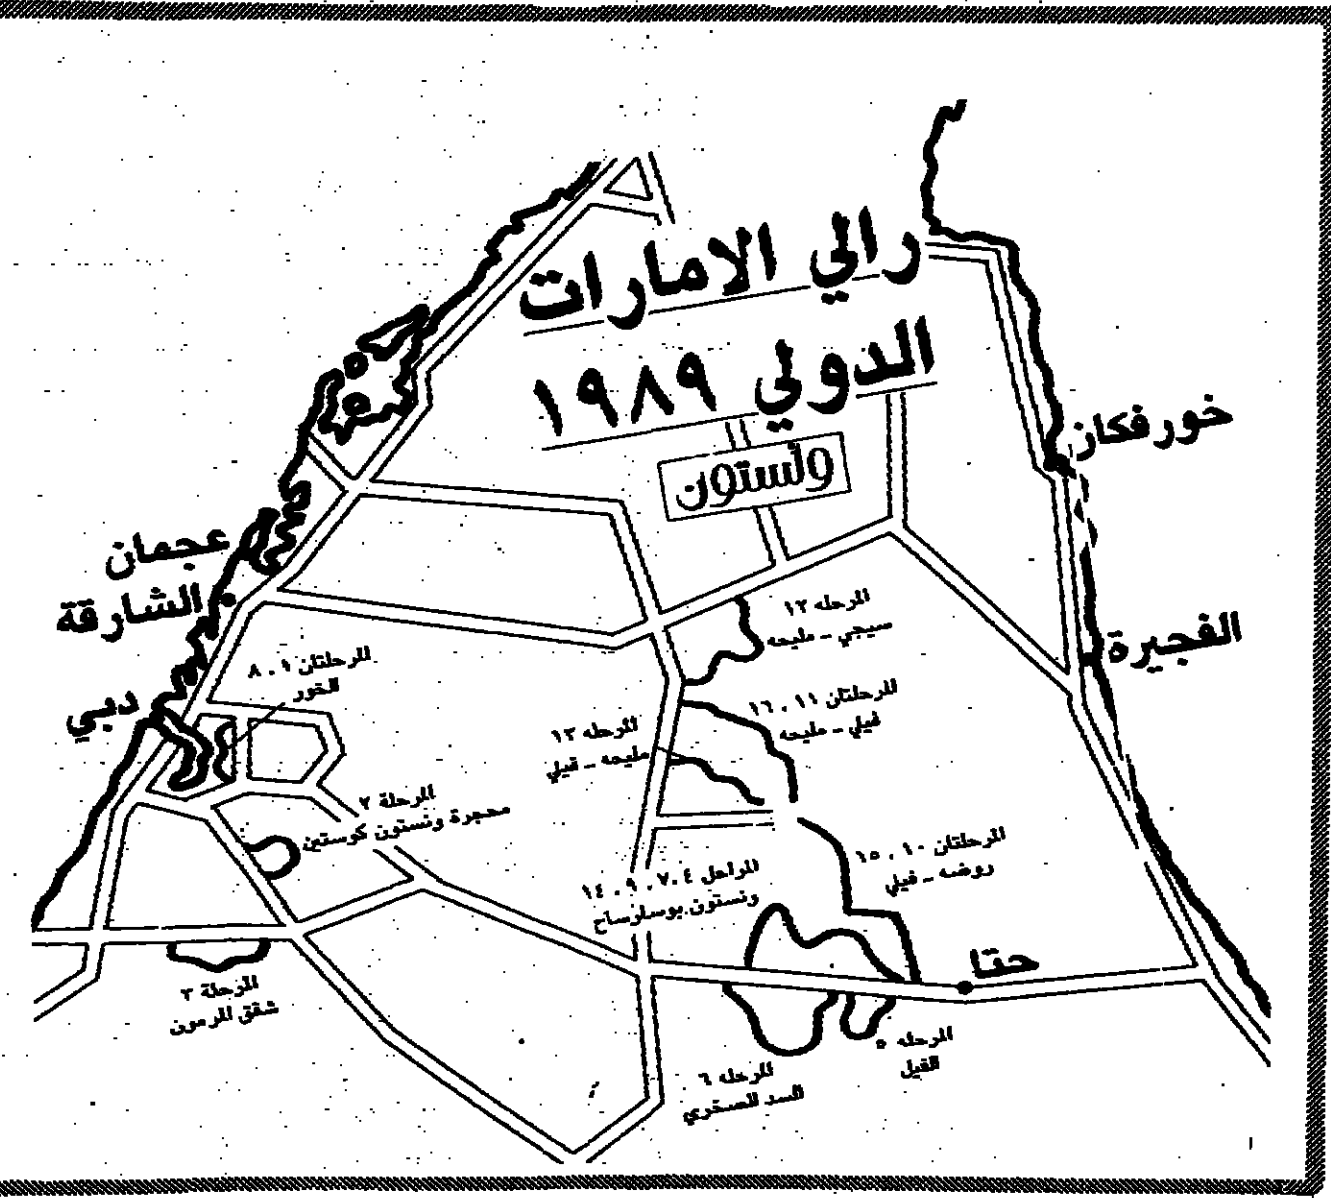 رالي الامارات
الدولي ١٩٨٩
ونستون
خورفكان
الفجيرة
عجمان
الشارقة
دبي
حتا
المرحلتان ١ ، ٨
الخور
المرحلة ٢
محجرة ونستون كوستين
المرحلة ٣
شقق المرمون
المرحله ١٢
سيجي - مليحه
المرحلتان ١١ ، ١٦
فيلي - مليحه
المرحله ١٣
مليحه - فيلي
المرحلتان ١٠ ، ١٥
روضه - فيلي
المراحل ٤ ، ٧ ، ٩ ، ١٤
ونستون
المرحله ٥
الفيل
المرحله ٦
السد الصخري